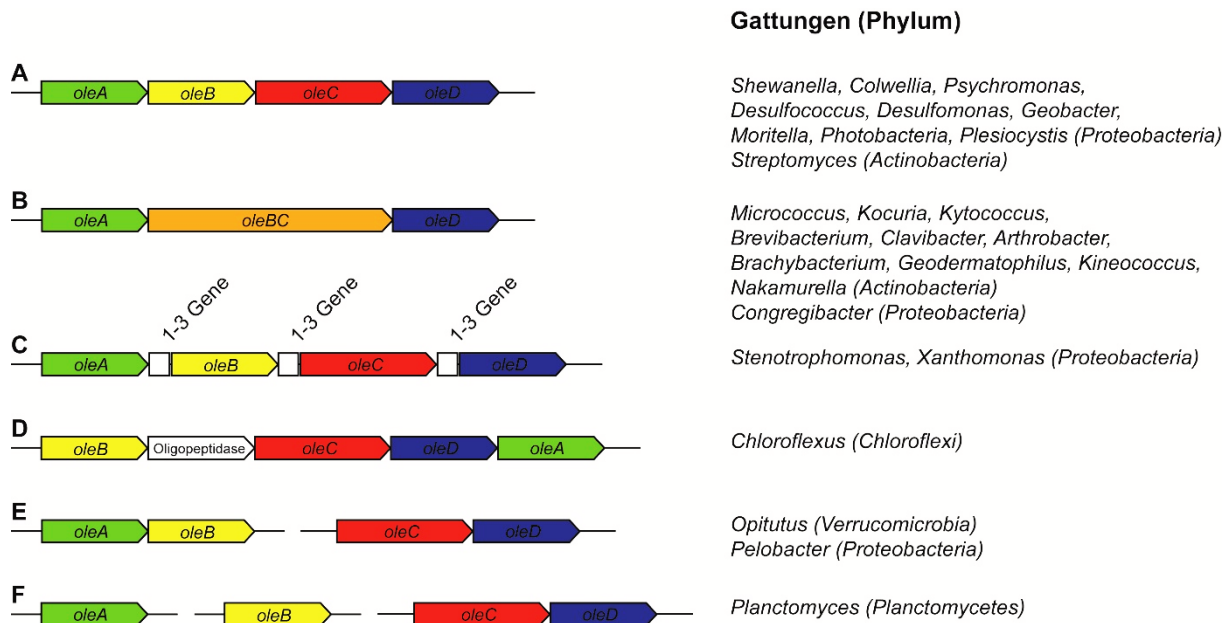 Gattungen (Phylum)
A
oleA oleB oleC oleD
Shewanella, Colwellia, Psychromonas,
Desulfococcus, Desulfomonas, Geobacter,
Moritella, Photobacteria, Plesiocystis (Proteobacteria)
Streptomyces (Actinobacteria)
B
oleA oleBC oleD
Micrococcus, Kocuria, Kytococcus,
Brevibacterium, Clavibacter, Arthrobacter,
Brachybacterium, Geodermatophilus, Kineococcus,
Nakamurella (Actinobacteria)
Congregibacter (Proteobacteria)
1-3 Gene 1-3 Gene 1-3 Gene
C
oleA oleB oleC oleD
Stenotrophomonas, Xanthomonas (Proteobacteria)
D
oleB Oligopeptidase oleC oleD oleA
Chloroflexus (Chloroflexi)
E
oleA oleB oleC oleD
Opitutus (Verrucomicrobia)
Pelobacter (Proteobacteria)
F
oleA oleB oleC oleD
Planctomyces (Planctomycetes)